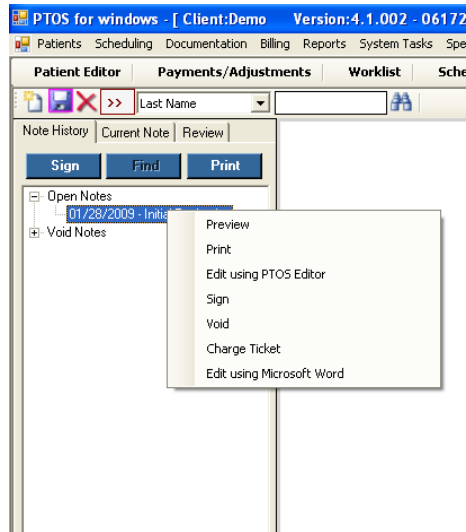 PTOS for windows - [ Client:Demo Version:4.1.002 - 06172
Patients Scheduling Documentation Billing Reports System Tasks Spe
Patient Editor Payments/Adjustments Worklist Sche
>> Last Name
Note History Current Note Review
Sign Find Print
Open Notes
01/28/2009 - Initia
Void Notes
Preview
Print
Edit using PTOS Editor
Sign
Void
Charge Ticket
Edit using Microsoft Word